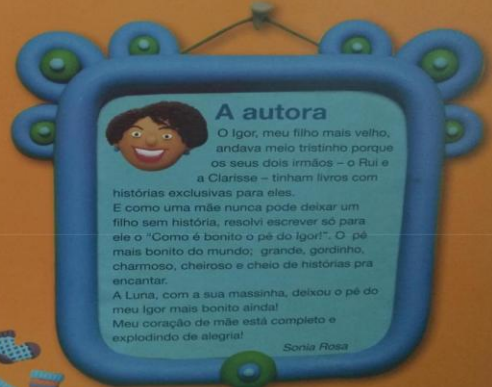 A autora
O Igor, meu filho mais velho,
andava meio tristinho porque
os seus dois irmãos – o Rui e
a Clarisse – tinham livros com
histórias exclusivas para eles.
E como uma mãe nunca pode deixar um
filho sem história, resolvi escrever só para
ele o "Como é bonito o pé do Igor!". O pé
mais bonito do mundo; grande, gordinho,
charmoso, cheiroso e cheio de histórias pra
encantar.
A Luna, com a sua massinha, deixou o pé do
meu Igor mais bonito ainda!
Meu coração de mãe está completo e
explodindo de alegria!
Sonia Rosa